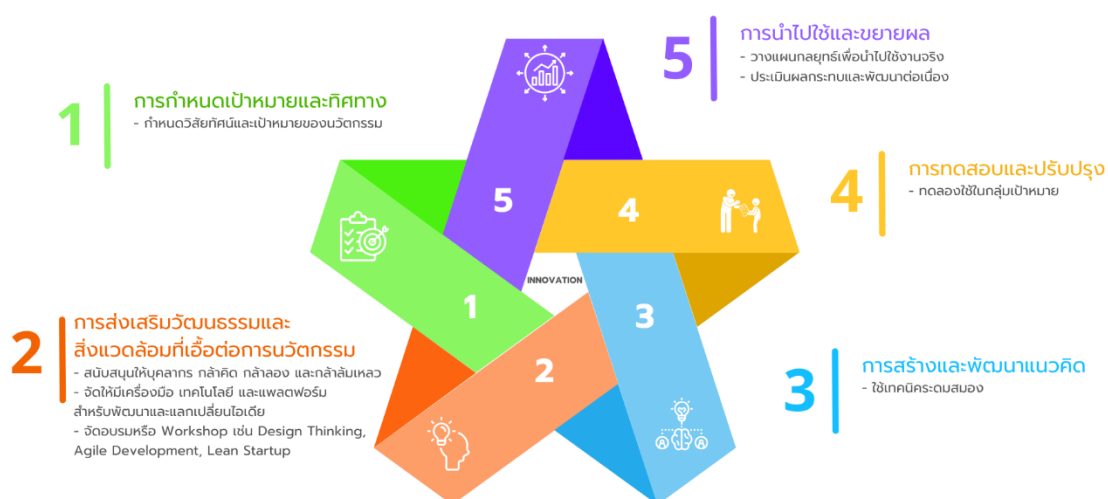 1
การกำหนดเป้าหมายและทิศทาง
- กำหนดวิสัยทัศน์และเป้าหมายของนวัตกรรม
2
การส่งเสริมวัฒนธรรมและ
สิ่งแวดล้อมที่เอื้อต่อการนวัตกรรม
- สนับสนุนให้บุคลากร กล้าคิด กล้าลอง และกล้าล้มเหลว
- จัดให้มีเครื่องมือ เทคโนโลยี และแพลตฟอร์ม
สำหรับพัฒนาและแลกเปลี่ยนไอเดีย
- จัดอบรมหรือ Workshop เช่น Design Thinking,
Agile Development, Lean Startup
3
การสร้างและพัฒนาแนวคิด
- ใช้เทคนิคระดมสมอง
4
การทดสอบและปรับปรุง
- ทดลองใช้ในกลุ่มเป้าหมาย
5
การนำไปใช้และขยายผล
- วางแผนกลยุทธ์เพื่อนำไปใช้งานจริง
- ประเมินผลกระทบและพัฒนาต่อเนื่อง
5
4
INNOVATION
1
3
2